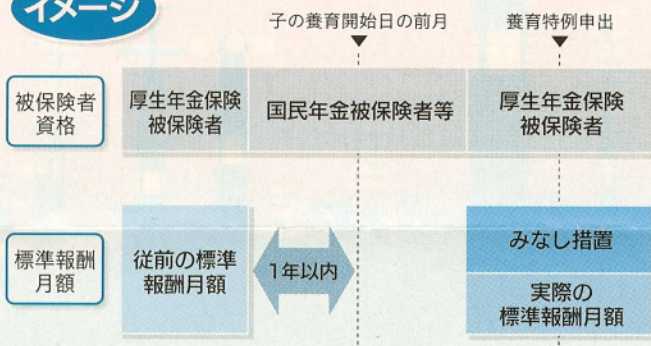 イメージ
子の養育開始日の前月
養育特例申出
被保険者
資格
厚生年金保険
被保険者
国民年金被保険者等
厚生年金保険
被保険者
標準報酬
月額
従前の標準
報酬月額
1年以内
みなし措置
実際の
標準報酬月額